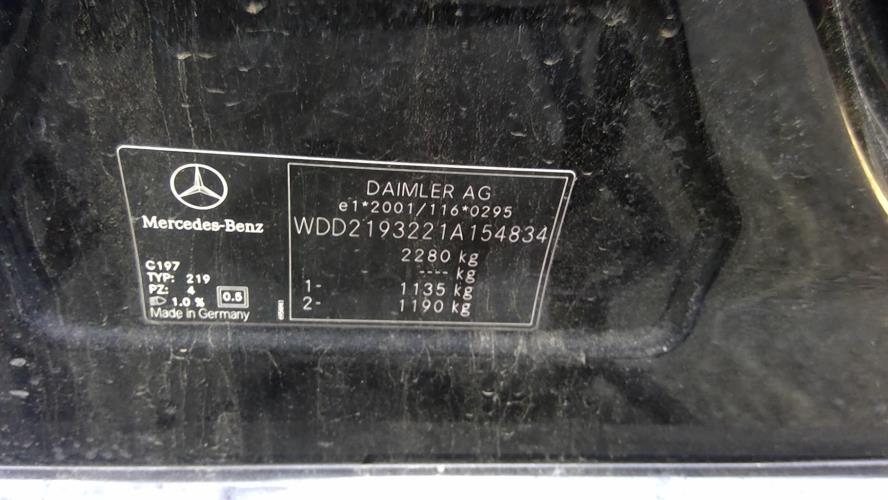 Mercedes-Benz
C197
TYP: 219
PZ: 4
1.0 % 0.5
Made in Germany
DAIMLER AG
e1*2001/116*0295
WDD2193221A154834
2280 kg
---- kg
1- 1135 kg
2- 1190 kg